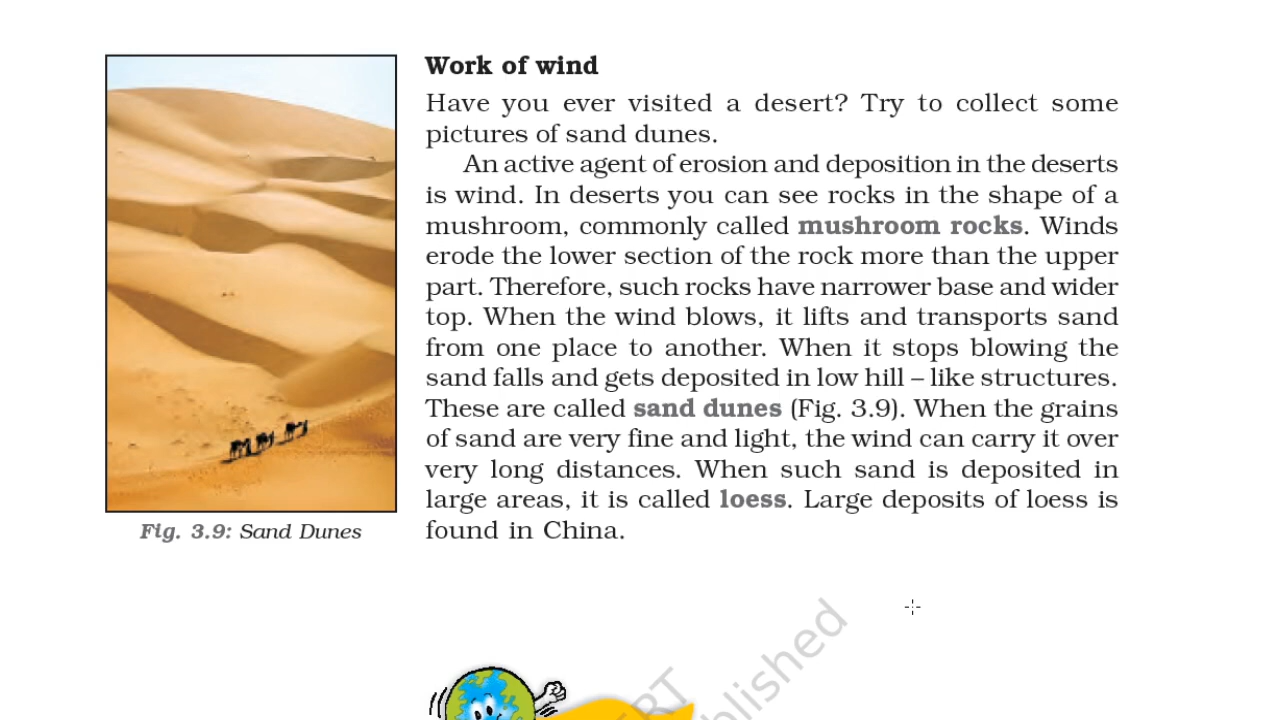 Work of wind
Have you ever visited a desert? Try to collect some
pictures of sand dunes.
An active agent of erosion and deposition in the deserts
is wind. In deserts you can see rocks in the shape of a
mushroom, commonly called mushroom rocks. Winds
erode the lower section of the rock more than the upper
part. Therefore, such rocks have narrower base and wider
top. When the wind blows, it lifts and transports sand
from one place to another. When it stops blowing the
sand falls and gets deposited in low hill – like structures.
These are called sand dunes (Fig. 3.9). When the grains
of sand are very fine and light, the wind can carry it over
very long distances. When such sand is deposited in
large areas, it is called loess. Large deposits of loess is
found in China.
Fig. 3.9: Sand Dunes